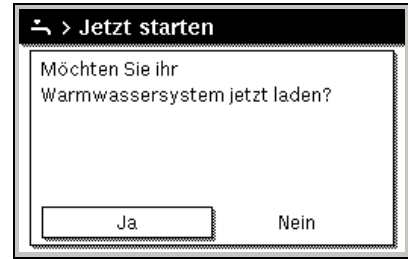 > Jetzt starten
Möchten Sie ihr
Warmwassersystem jetzt laden?
Ja
Nein